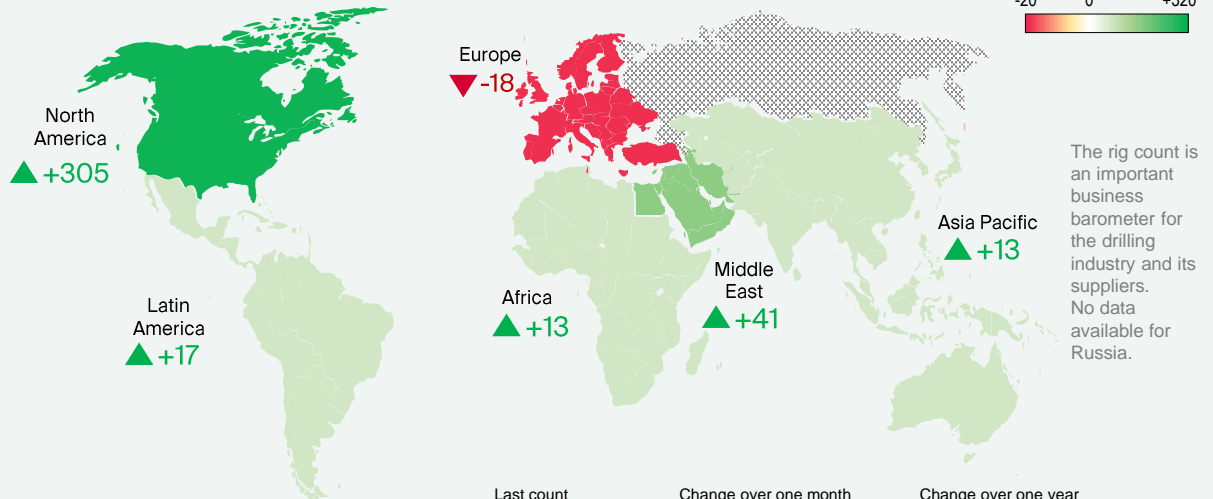 -20 0 +320
Europe
-18
North
America
+305
The rig count is
an important
business
barometer for
the drilling
industry and its
suppliers.
No data
available for
Russia.
Asia Pacific
+13
Middle
East
+41
Africa
+13
Latin
America
+17
Last count Change over one month Change over one year